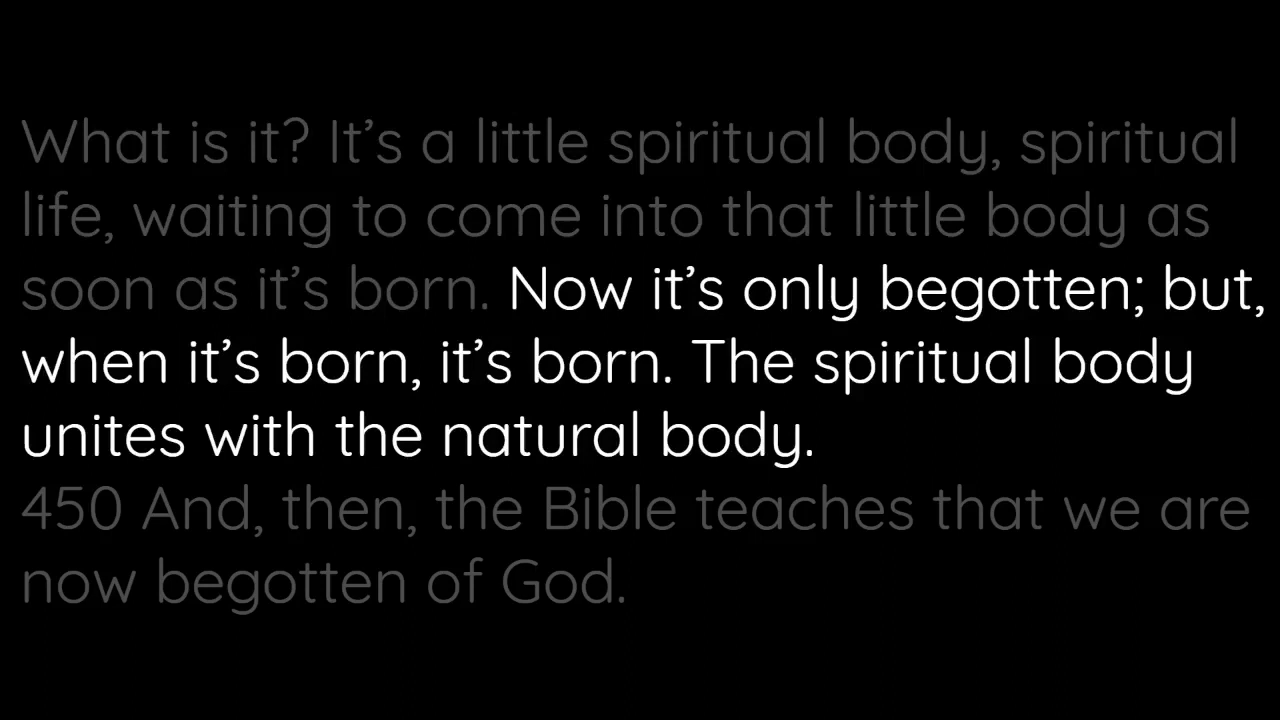 What is it? It’s a little spiritual body, spiritual
life, waiting to come into that little body as
soon as it’s born. Now it’s only begotten; but,
when it’s born, it’s born. The spiritual body
unites with the natural body.
450 And, then, the Bible teaches that we are
now begotten of God.